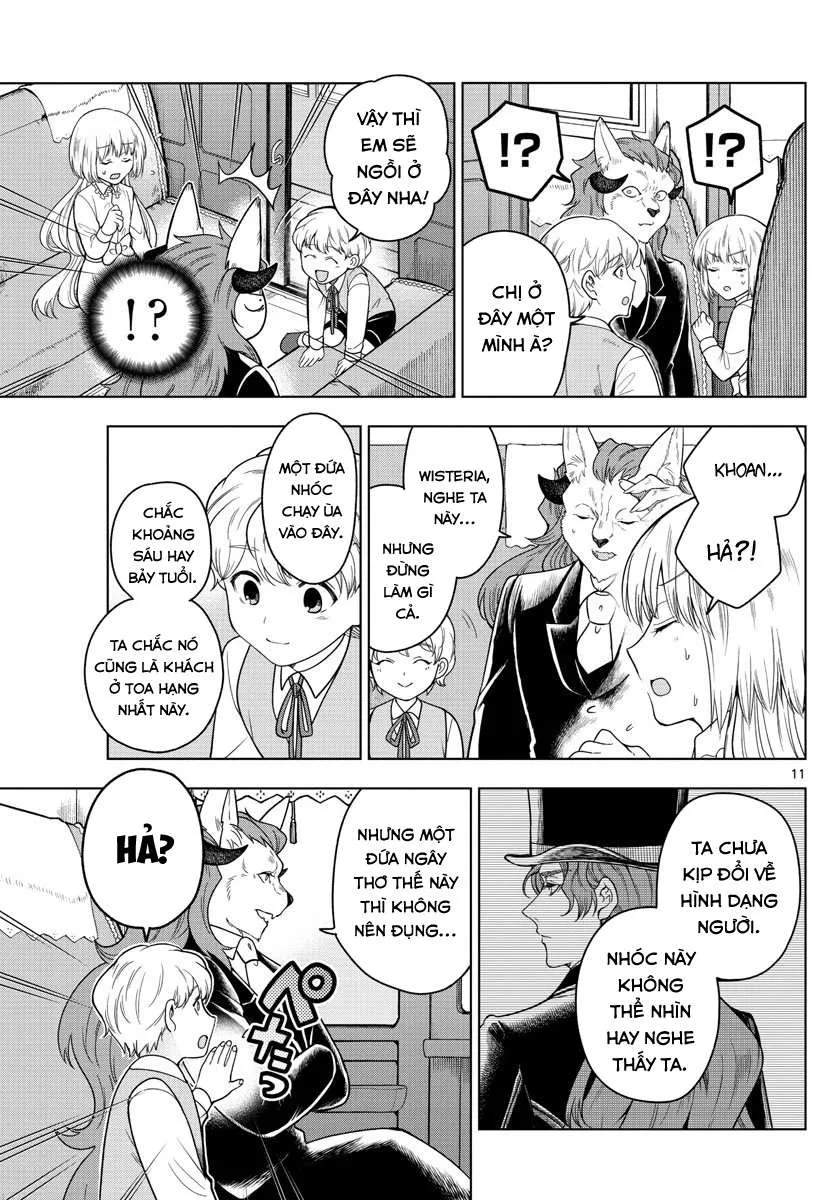 !?
!?
CHỊ Ở
ĐÂY MỘT
MÌNH À?
VẬY THÌ
EM SẼ
NGỒI Ở
ĐÂY NHA!
!?
KHOAN...
HẢ?!
WISTERIA,
NGHE TA
NÀY...
NHƯNG
ĐỪNG
LÀM GÌ
CẢ.
MỘT ĐỨA
NHÓC
CHẠY ÙA
VÀO ĐÂY.
CHẮC
KHOẢNG
SÁU HAY
BẢY TUỔI.
TA CHẮC NÓ
CŨNG LÀ KHÁCH
Ở TOA HẠNG
NHẤT NÀY.
11
TA CHƯA
KỊP ĐỔI VỀ
HÌNH DẠNG
NGƯỜI.
NHÓC NÀY
KHÔNG
THỂ NHÌN
HAY NGHE
THẤY TA.
NHƯNG MỘT
ĐỨA NGÂY
THƠ THẾ NÀY
THÌ KHÔNG
NÊN ĐỤNG...
HẢ?
ペタっ